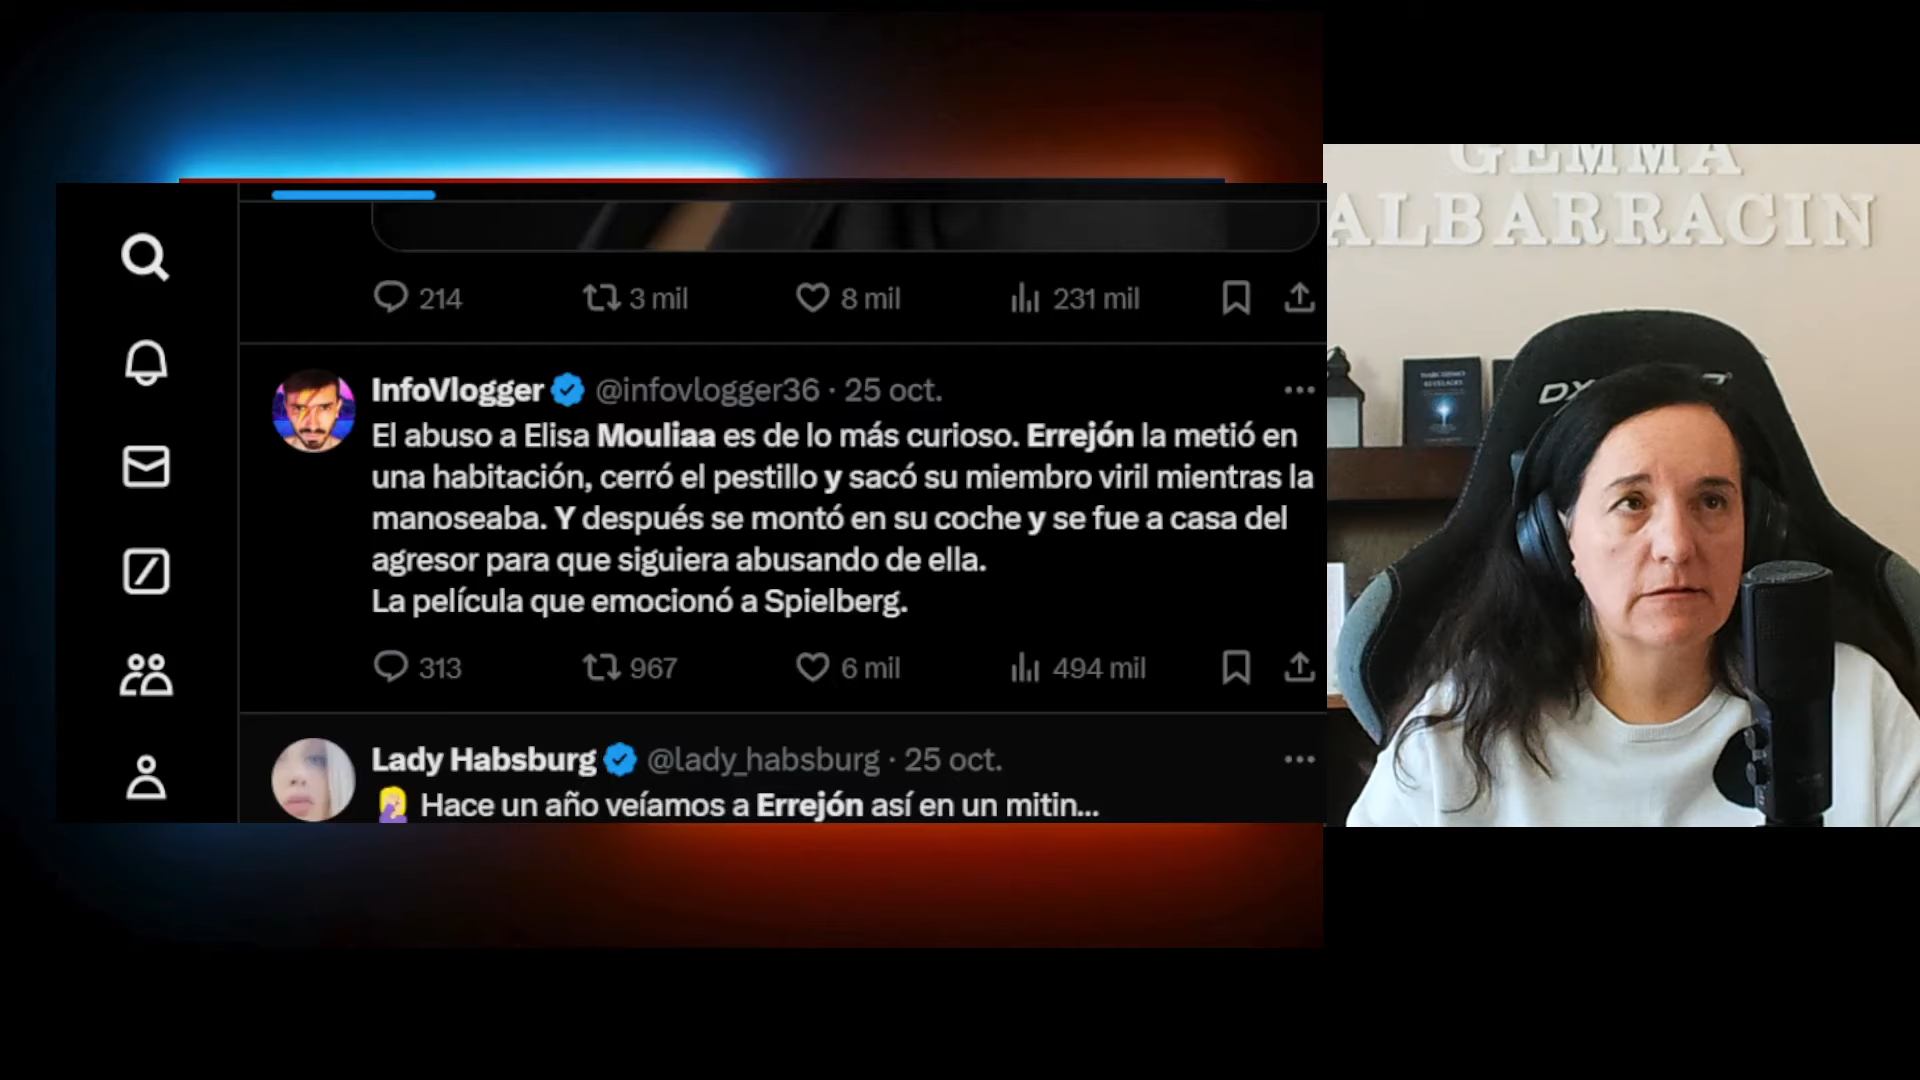 214 3 mil 8 mil 231 mil
InfoVlogger @infovlogger36 · 25 oct.
El abuso a Elisa Mouliaa es de lo más curioso. Errejón la metió en
una habitación, cerró el pestillo y sacó su miembro viril mientras la
manoseaba. Y después se montó en su coche y se fue a casa del
agresor para que siguiera abusando de ella.
La película que emocionó a Spielberg.
313 967 6 mil 494 mil
Lady Habsburg @lady_habsburg · 25 oct.
Hace un año veíamos a Errejón así en un mitin...
GEMMA
ALBARRACIN